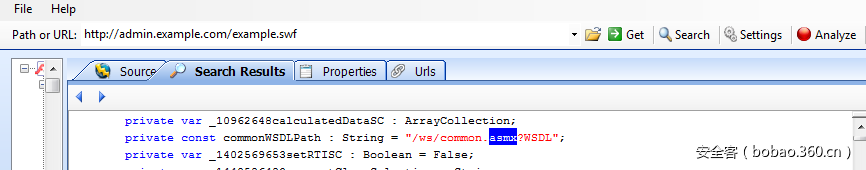 File Help
Path or URL: http://admin.example.com/example.swf Get Search Settings Analyze
Source Search Results Properties Urls
private var _10962648calculatedDataSC : ArrayCollection;
private const commonWSDLPath : String = "/ws/common.asmx?WSDL";
private var _1402569653setRTISC : Boolean = False;
安全客（bobao.360.cn）